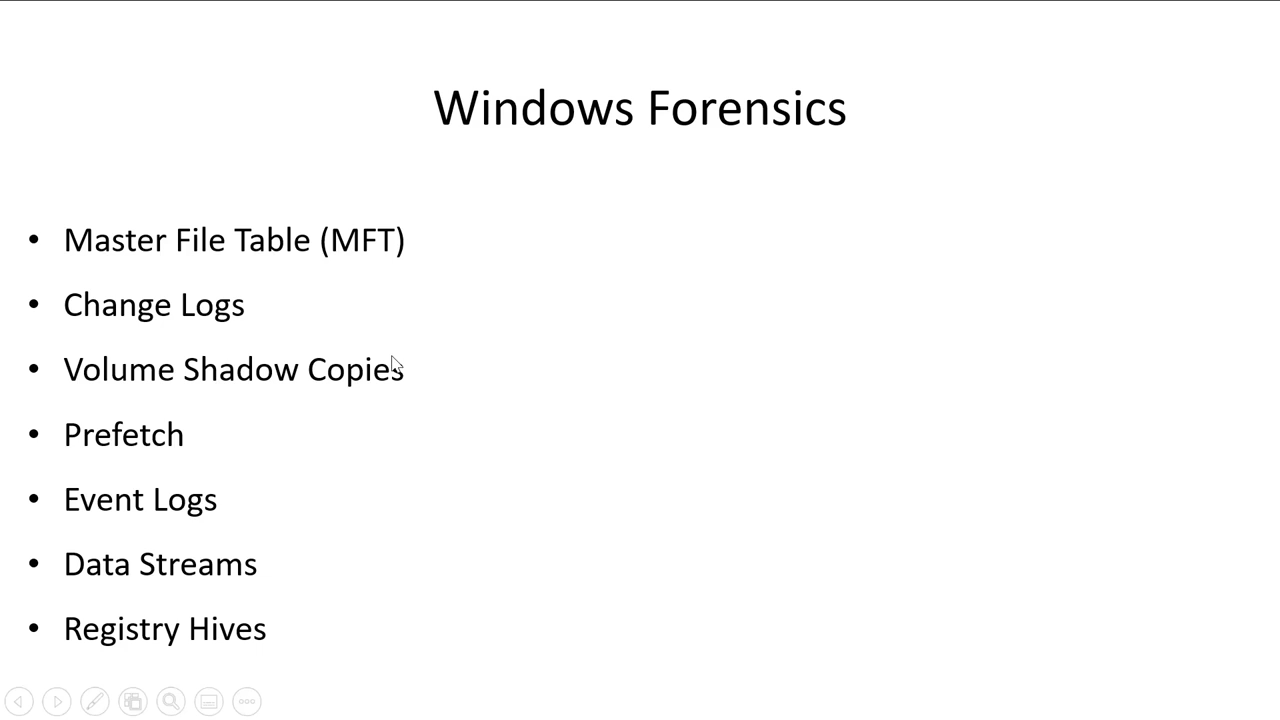 Windows Forensics
• Master File Table (MFT)
• Change Logs
• Volume Shadow Copies
• Prefetch
• Event Logs
• Data Streams
• Registry Hives